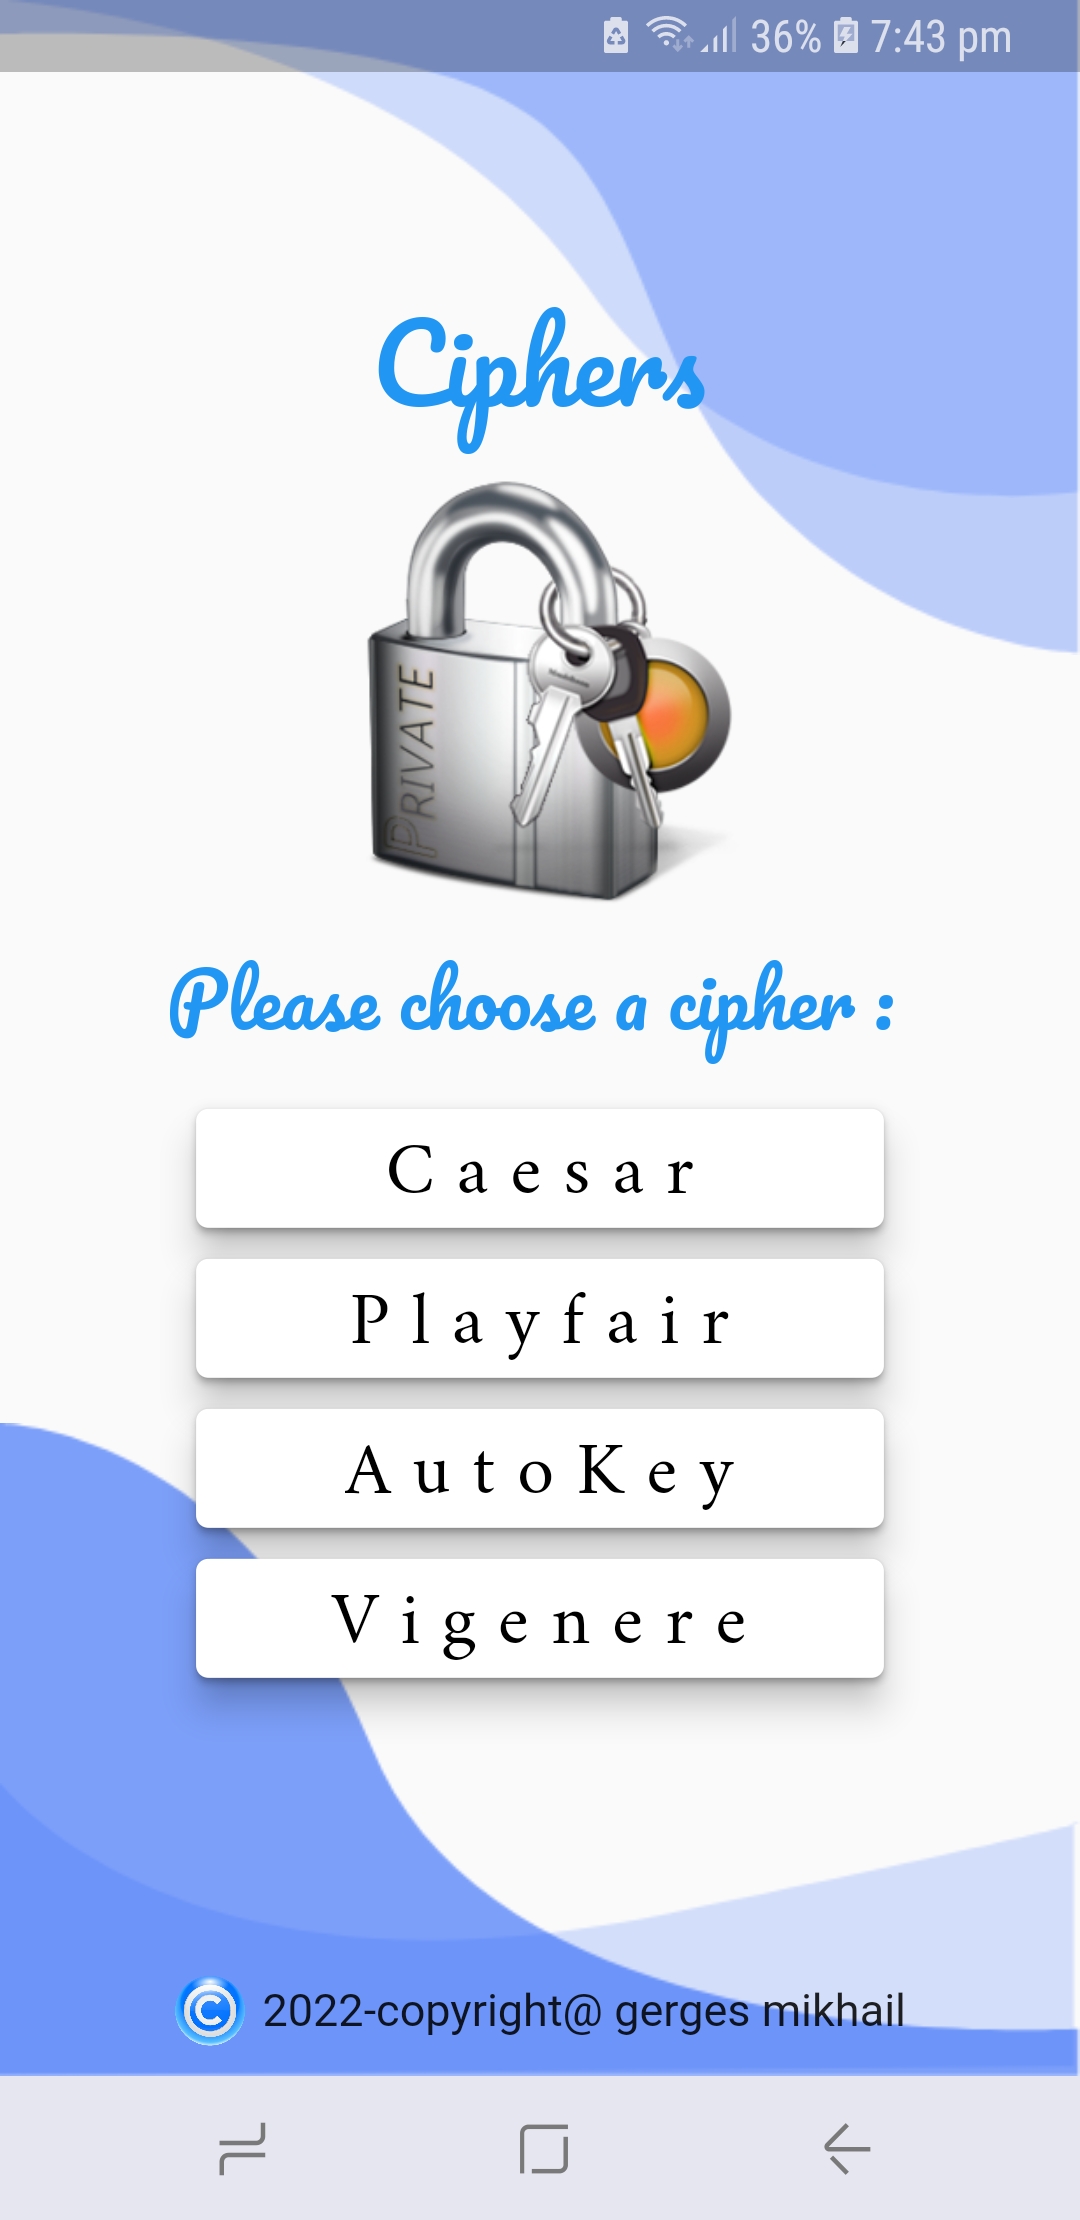 36% 7:43 pm
Ciphers
PRIVATE
Please choose a cipher :
Caesar
Playfair
AutoKey
Vigenere
© 2022-copyright@ gerges mikhail